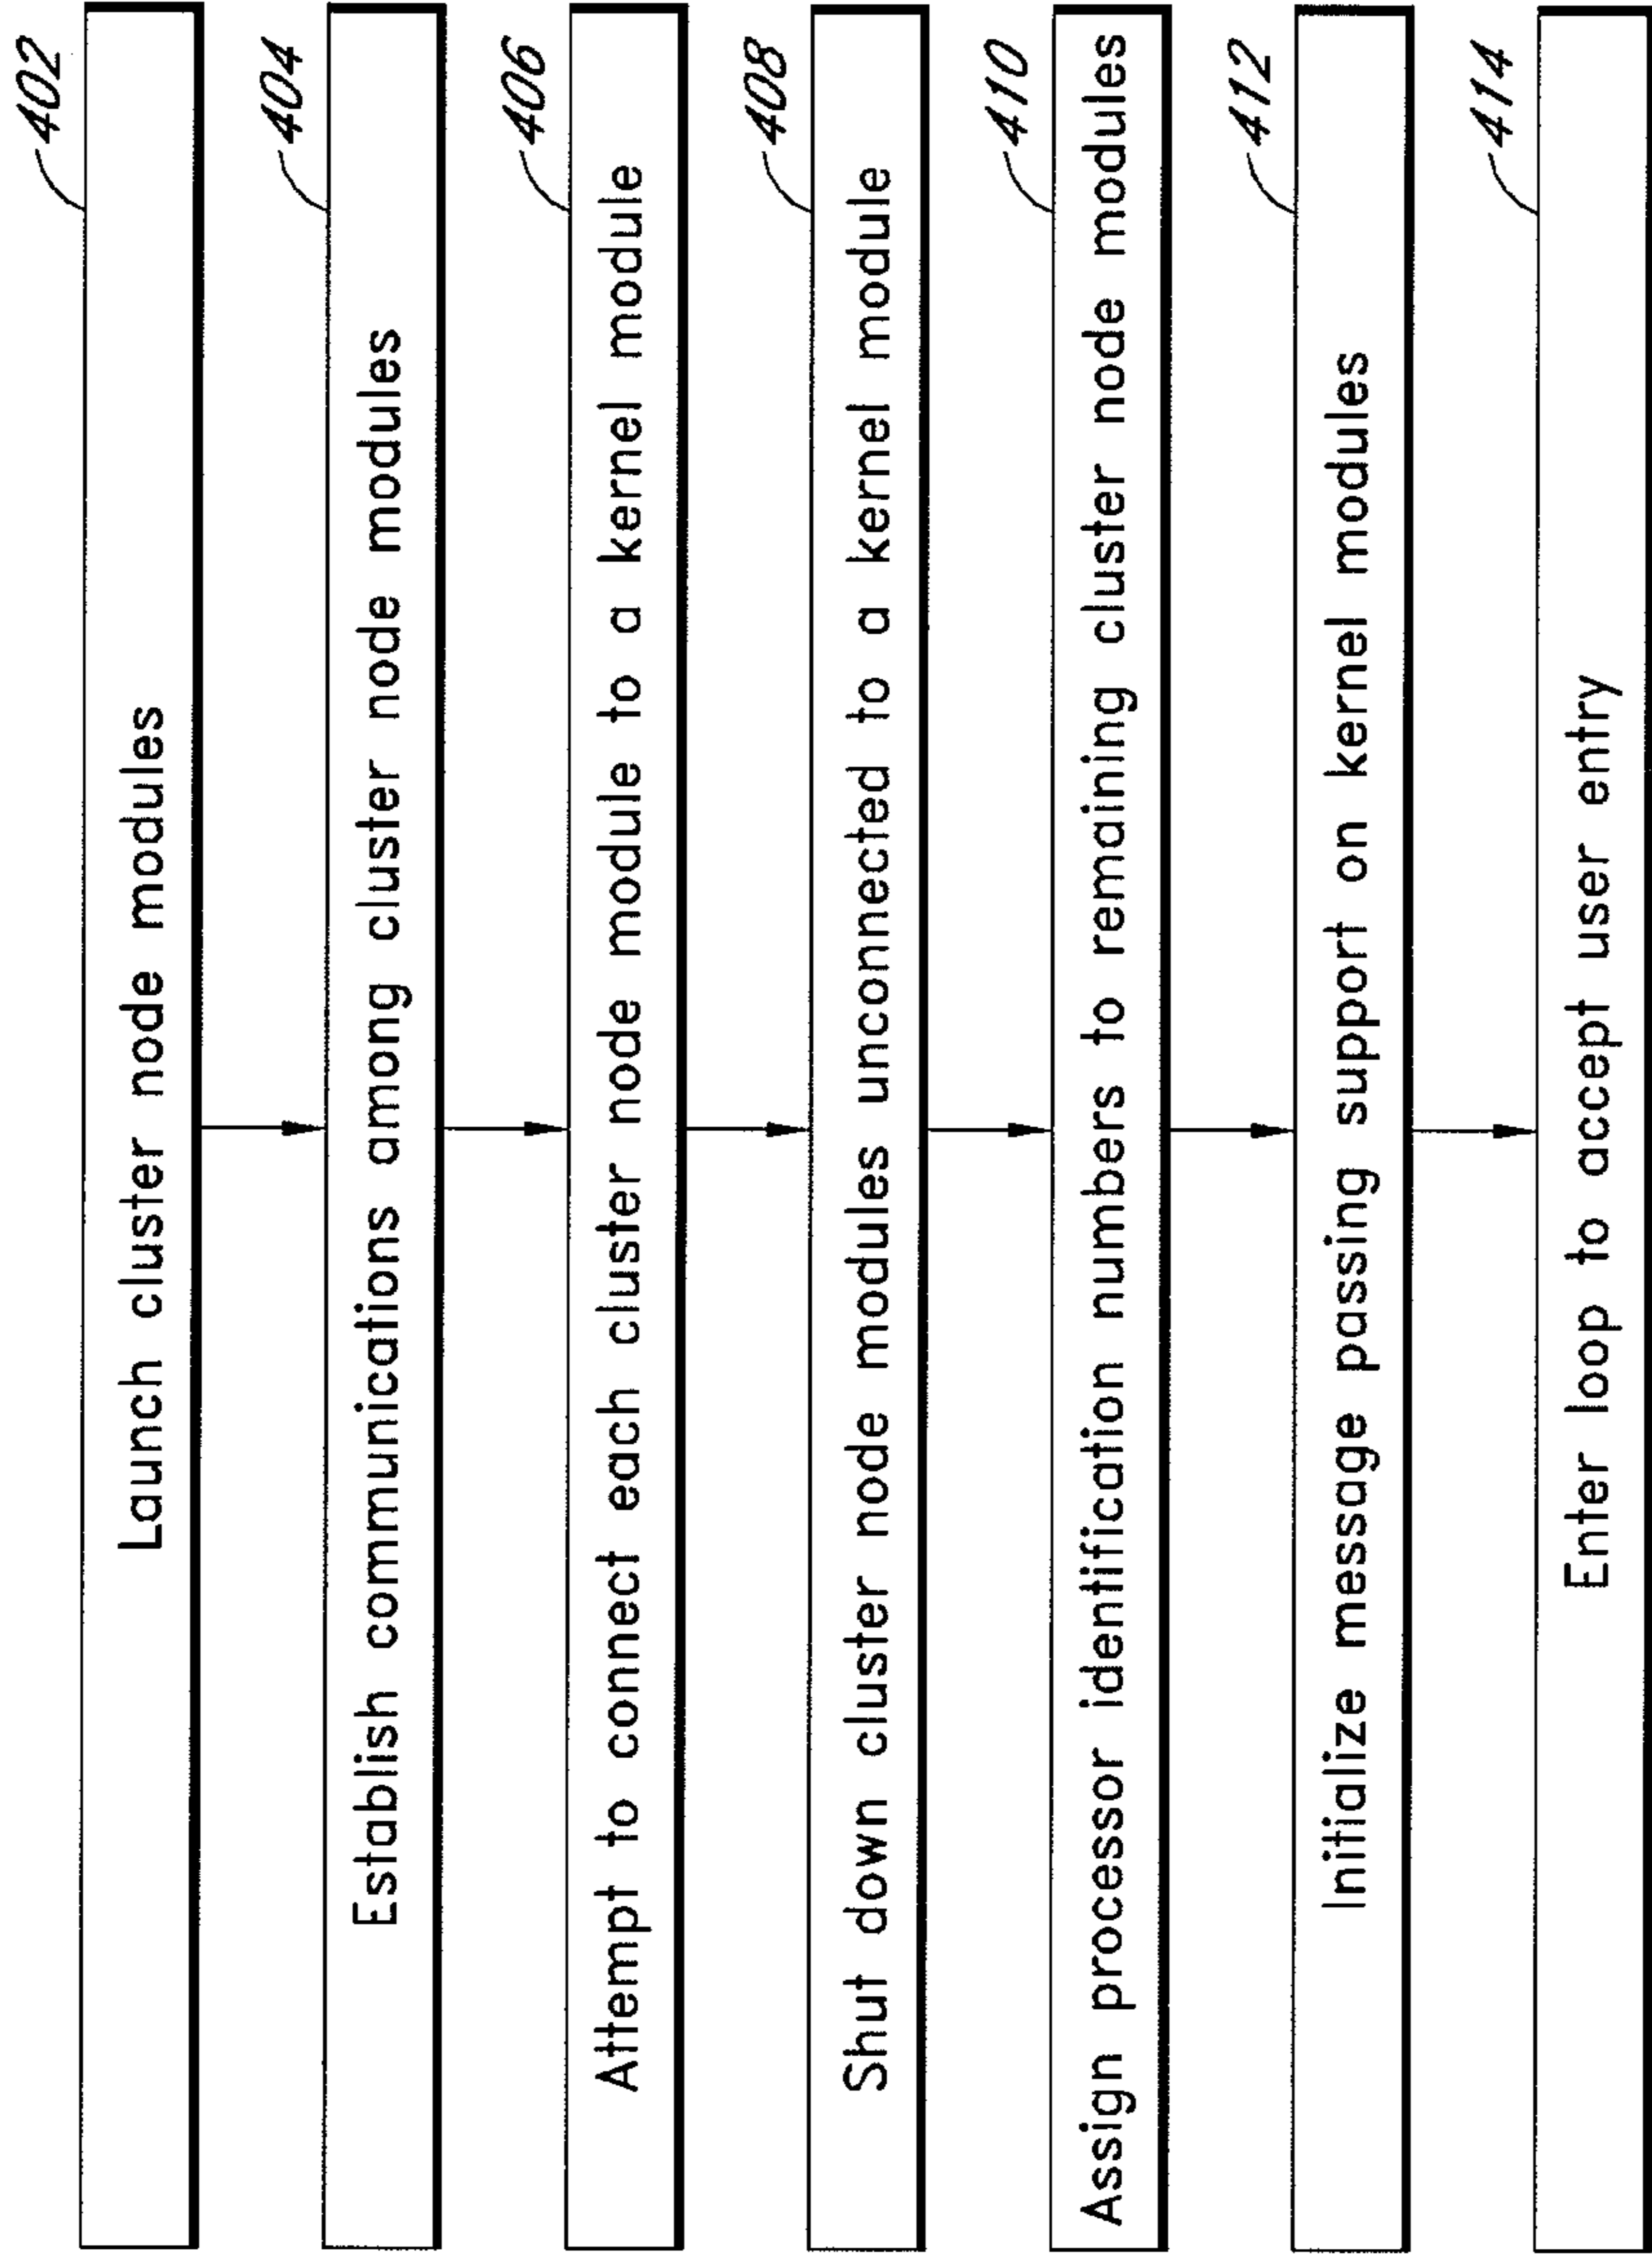 402
Launch cluster node modules
404
Establish communications among cluster node modules
406
Attempt to connect each cluster node module to a kernel module
408
Shut down cluster node modules unconnected to a kernel module
410
Assign processor identification numbers to remaining cluster node modules
412
Initialize message passing support on kernel modules
414
Enter loop to accept user entry